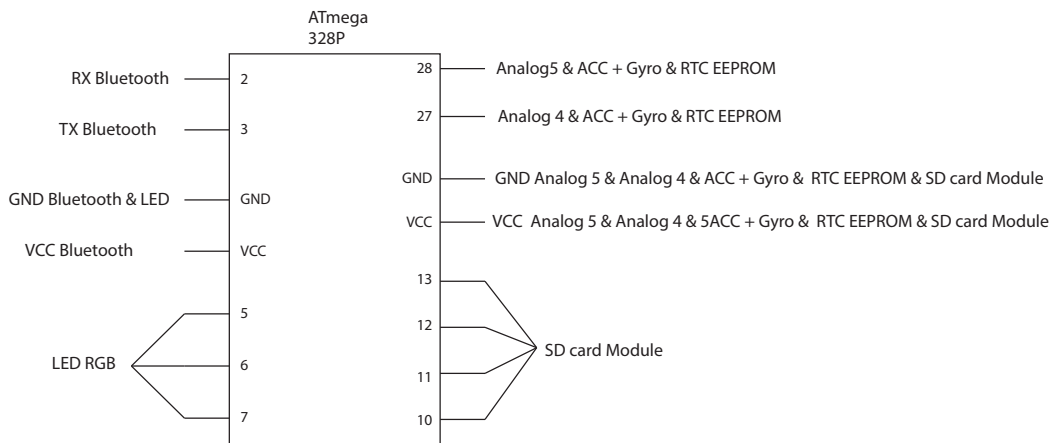 ATmega
328P
RX Bluetooth
2
TX Bluetooth
3
GND Bluetooth & LED
GND
VCC Bluetooth
VCC
5
LED RGB
6
7
28
Analog5 & ACC + Gyro & RTC EEPROM
27
Analog 4 & ACC + Gyro & RTC EEPROM
GND
GND Analog 5 & Analog 4 & ACC + Gyro & RTC EEPROM & SD card Module
VCC
VCC Analog 5 & Analog 4 & 5ACC + Gyro & RTC EEPROM & SD card Module
13
12
SD card Module
11
10